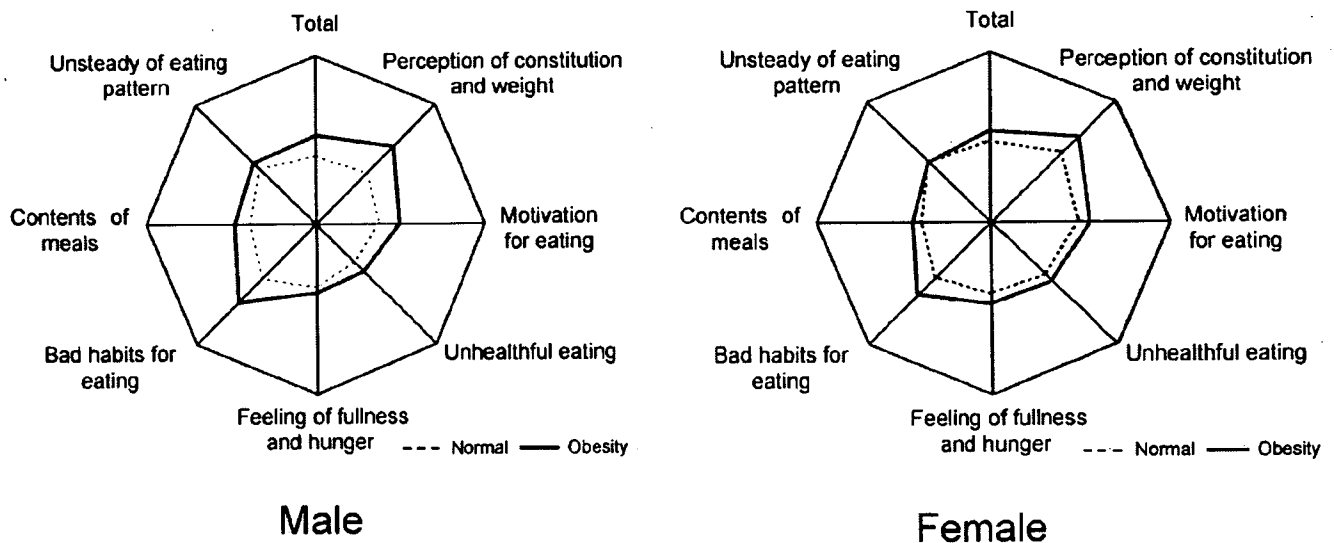 Total
Unsteady of eating
pattern
Perception of constitution
and weight
Contents of
meals
Motivation
for eating
Bad habits for
eating
Unhealthful eating
Feeling of fullness
and hunger
Normal Obesity
Male
Total
Unsteady of eating
pattern
Perception of constitution
and weight
Contents of
meals
Motivation
for eating
Bad habits for
eating
Unhealthful eating
Feeling of fullness
and hunger
Normal Obesity
Female